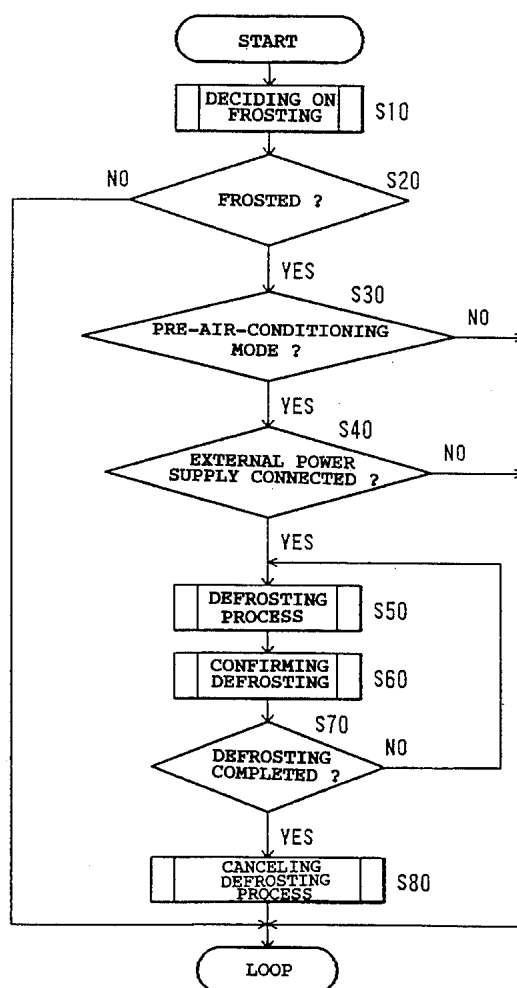 START
DECIDING ON
FROSTING
S10
NO
S20
FROSTED ?
YES
S30
NO
PRE-AIR-CONDITIONING
MODE ?
YES
S40
NO
EXTERNAL POWER
SUPPLY CONNECTED ?
YES
DEFROSTING
PROCESS
S50
CONFIRMING
DEFROSTING
S60
S70
NO
DEFROSTING
COMPLETED ?
YES
CANCELING
DEFROSTING
PROCESS
S80
LOOP